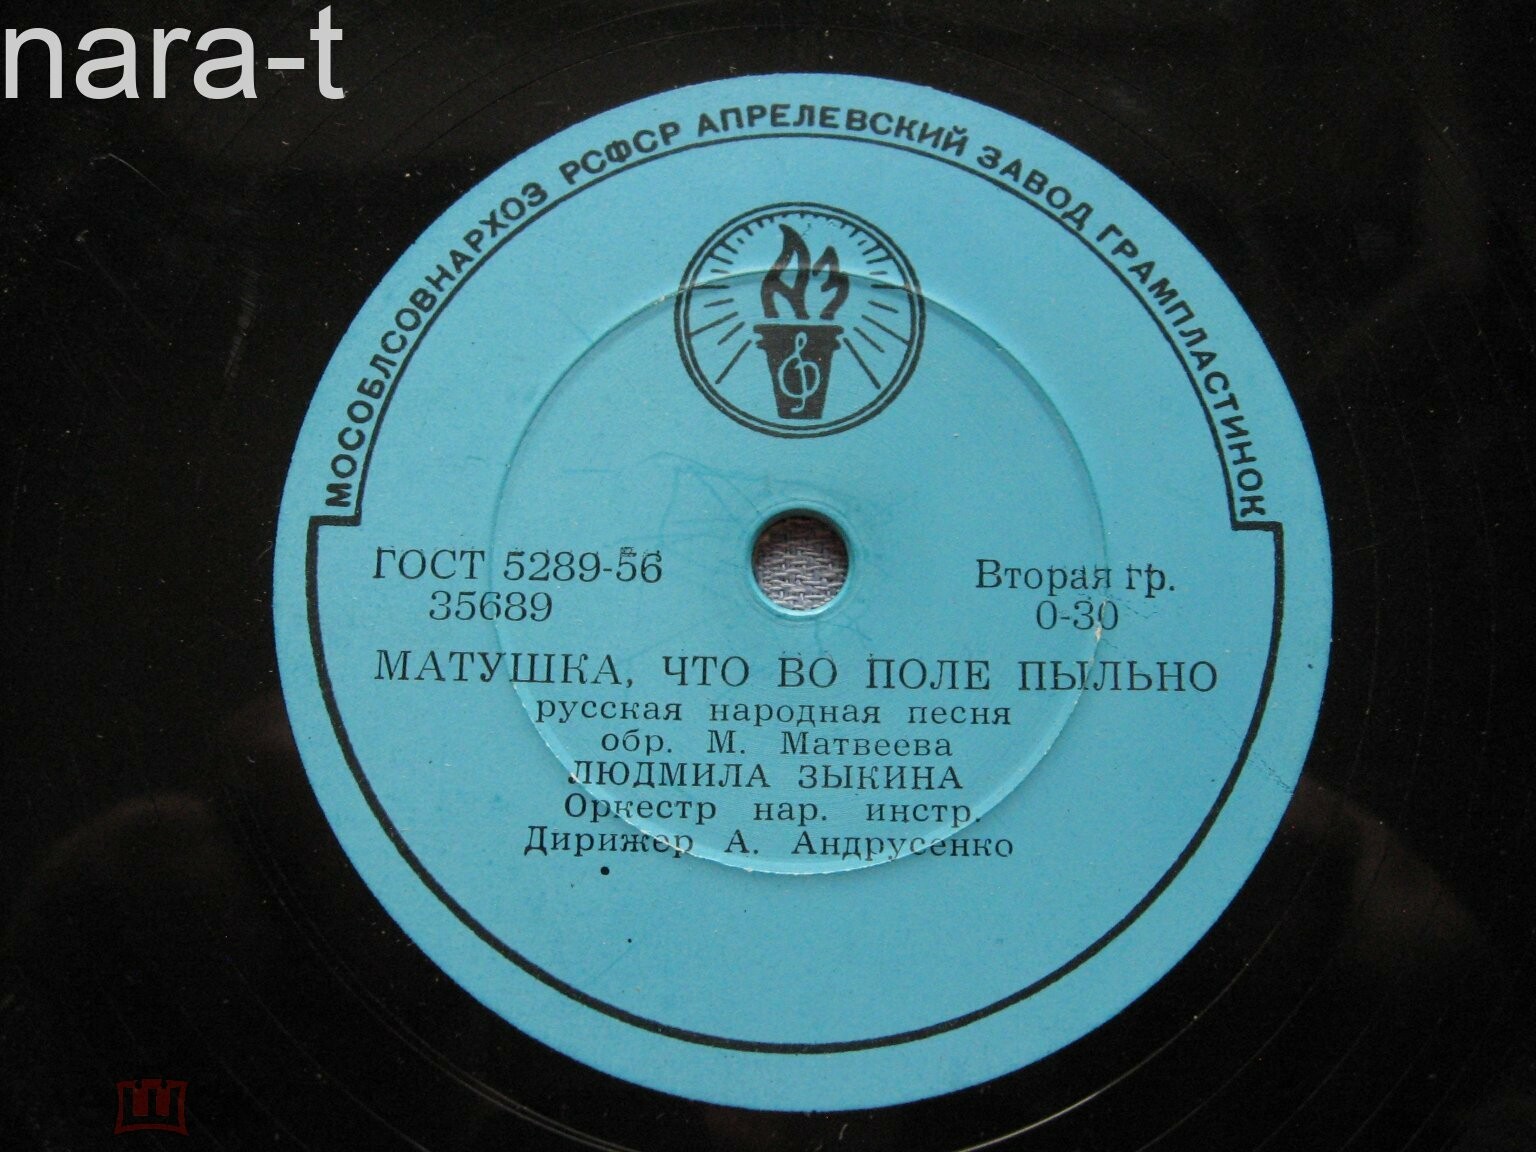 nara-t
МОСОБЛСОВНАРХОЗ РСФСР АПРЕЛЕВСКИЙ ЗАВОД ГРАМПЛАСТИНОК
АЗ
ГОСТ 5289-56
35689
Вторая гр.
0-30
МАТУШКА, ЧТО ВО ПОЛЕ ПЫЛЬНО
русская народная песня
обр. М. Матвеева
ЛЮДМИЛА ЗЫКИНА
Оркестр нар. инстр.
Дирижер А. Андрусенко